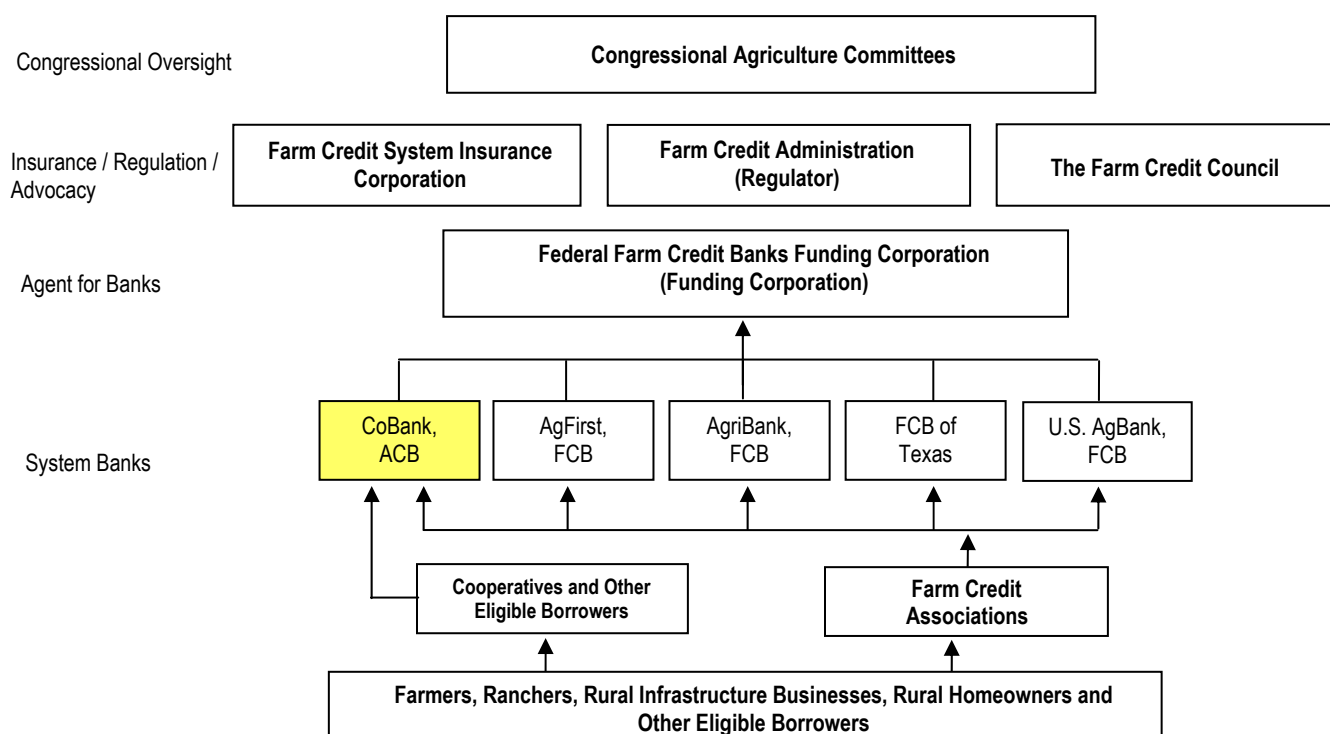 Congressional Oversight
Congressional Agriculture Committees
Insurance / Regulation /
Advocacy
Farm Credit System Insurance
Corporation
Farm Credit Administration
(Regulator)
The Farm Credit Council
Agent for Banks
Federal Farm Credit Banks Funding Corporation
(Funding Corporation)
System Banks
CoBank,
ACB
AgFirst,
FCB
AgriBank,
FCB
FCB of
Texas
U.S. AgBank,
FCB
Cooperatives and Other
Eligible Borrowers
Farm Credit
Associations
Farmers, Ranchers, Rural Infrastructure Businesses, Rural Homeowners and
Other Eligible Borrowers